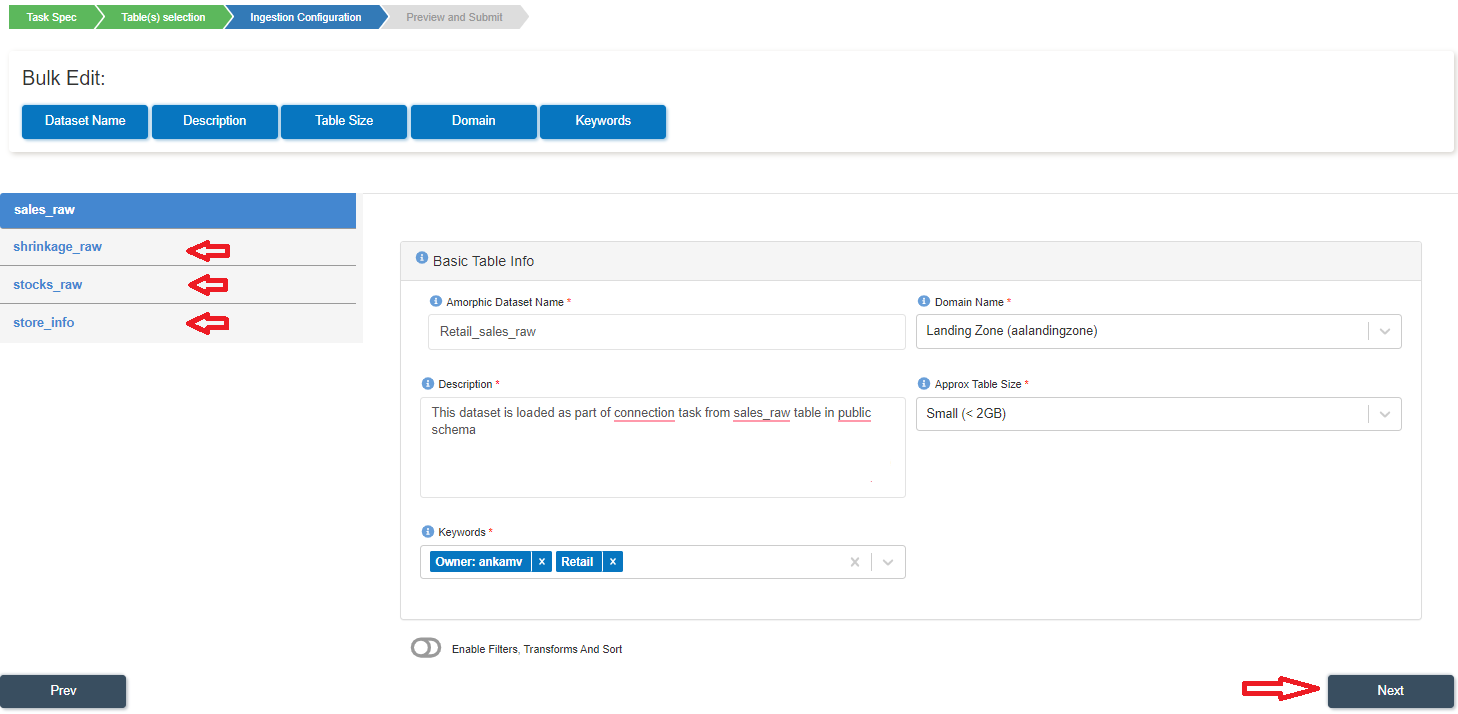 Task Spec
Table(s) selection
Ingestion Configuration
Preview and Submit
Bulk Edit:
Dataset Name
Description
Table Size
Domain
Keywords
sales_raw
shrinkage_raw
stocks_raw
store_info
Basic Table Info
Amorphic Dataset Name *
Domain Name *
Retail_sales_raw
Landing Zone (aalandingzone)
Description *
Approx Table Size *
This dataset is loaded as part of connection task from sales_raw table in public
schema
Small (< 2GB)
Keywords *
Owner: ankamv ×
Retail ×
Enable Filters, Transforms And Sort
Prev
Next